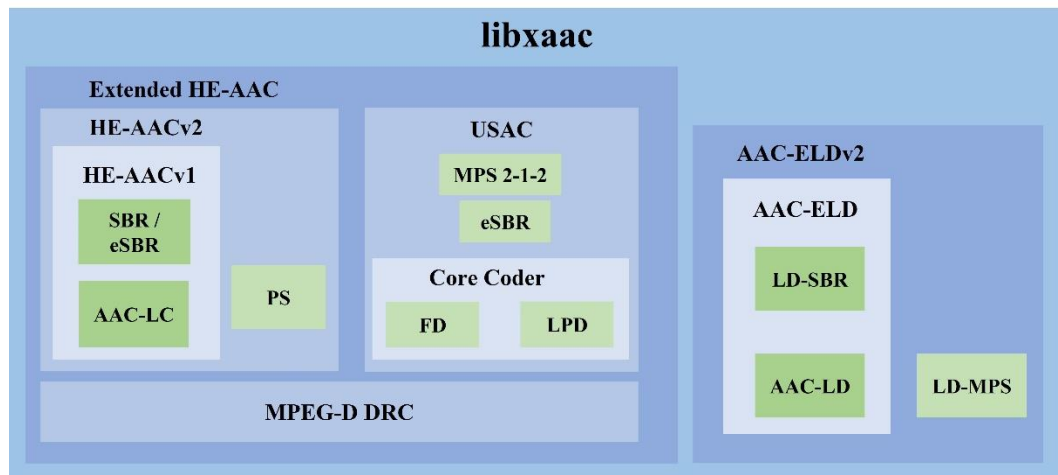 libxaac
Extended HE-AAC
HE-AACv2
HE-AACv1
SBR /
eSBR
AAC-LC
PS
USAC
MPS 2-1-2
eSBR
Core Coder
FD
LPD
MPEG-D DRC
AAC-ELDv2
AAC-ELD
LD-SBR
AAC-LD
LD-MPS